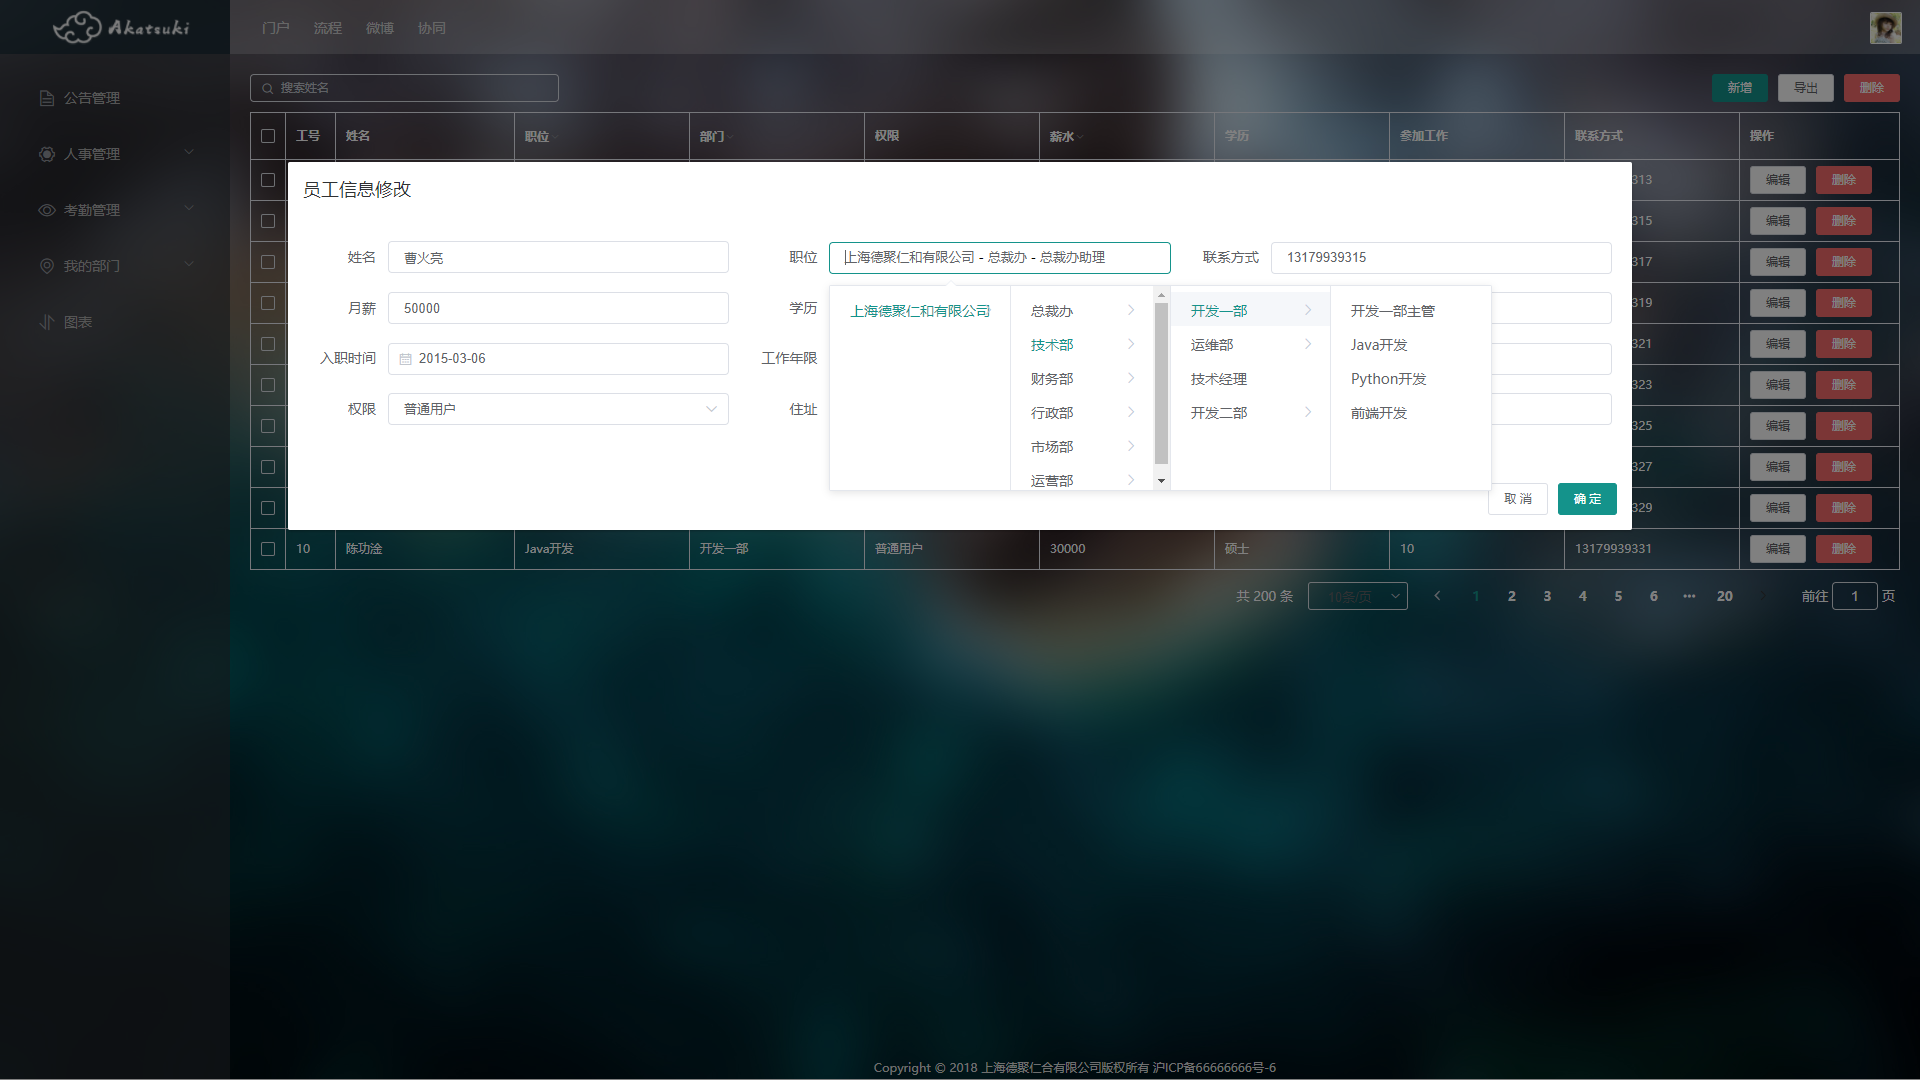 Akatsuki
门户 流程 微博 协同
公告管理
人事管理
考勤管理
我的部门
图表
搜索姓名
新增 导出 删除
工号 姓名 职位 部门 权限 薪水 学历 参加工作 联系方式 操作
313 编辑 删除
315 编辑 删除
317 编辑 删除
319 编辑 删除
321 编辑 删除
323 编辑 删除
325 编辑 删除
327 编辑 删除
329 编辑 删除
员工信息修改
姓名 曹火亮 职位 上海德聚仁和有限公司 - 总裁办 - 总裁办助理 联系方式 13179939315
月薪 50000 学历
入职时间 2015-03-06 工作年限
权限 普通用户 住址
上海德聚仁和有限公司 总裁办 开发一部 开发一部主管
技术部 运维部 Java开发
财务部 技术经理 Python开发
行政部 开发二部 前端开发
市场部
运营部
取 消 确 定
10 陈功淦 Java开发 开发一部 普通用户 30000 硕士 10 13179939331 编辑 删除
共 200 条 10条/页 1 2 3 4 5 6 ••• 20 前往 1 页
Copyright © 2018 上海德聚仁合有限公司版权所有 沪ICP备66666666号-6